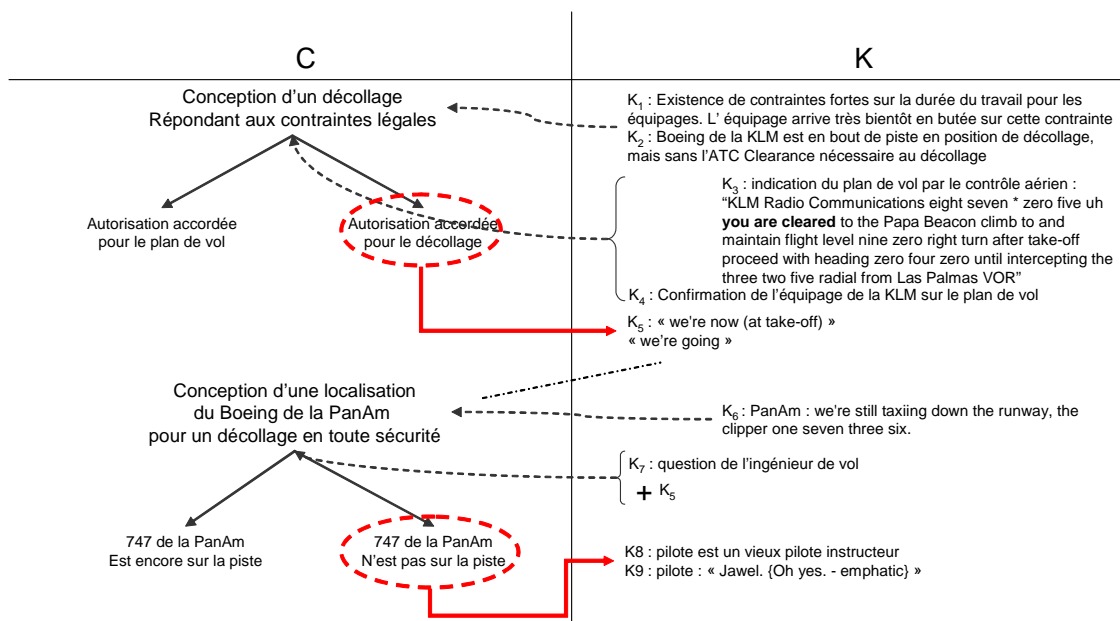 C
K
Conception d'un décollage
Répondant aux contraintes légales
K1 : Existence de contraintes fortes sur la durée du travail pour les
équipages. L' équipage arrive très bientôt en butée sur cette contrainte
K2 : Boeing de la KLM est en bout de piste en position de décollage,
mais sans l'ATC Clearance nécessaire au décollage
Autorisation accordée
pour le plan de vol
Autorisation accordée
pour le décollage
K3 : indication du plan de vol par le contrôle aérien :
“KLM Radio Communications eight seven * zero five uh
you are cleared to the Papa Beacon climb to and
maintain flight level nine zero right turn after take-off
proceed with heading zero four zero until intercepting the
three two five radial from Las Palmas VOR”
K4 : Confirmation de l'équipage de la KLM sur le plan de vol
K5 : « we're now (at take-off) »
« we're going »
Conception d'une localisation
du Boeing de la PanAm
pour un décollage en toute sécurité
K6 : PanAm : we're still taxiing down the runway, the
clipper one seven three six.
K7 : question de l'ingénieur de vol
+ K5
747 de la PanAm
Est encore sur la piste
747 de la PanAm
N'est pas sur la piste
K8 : pilote est un vieux pilote instructeur
K9 : pilote : « Jawel. {Oh yes. - emphatic} »